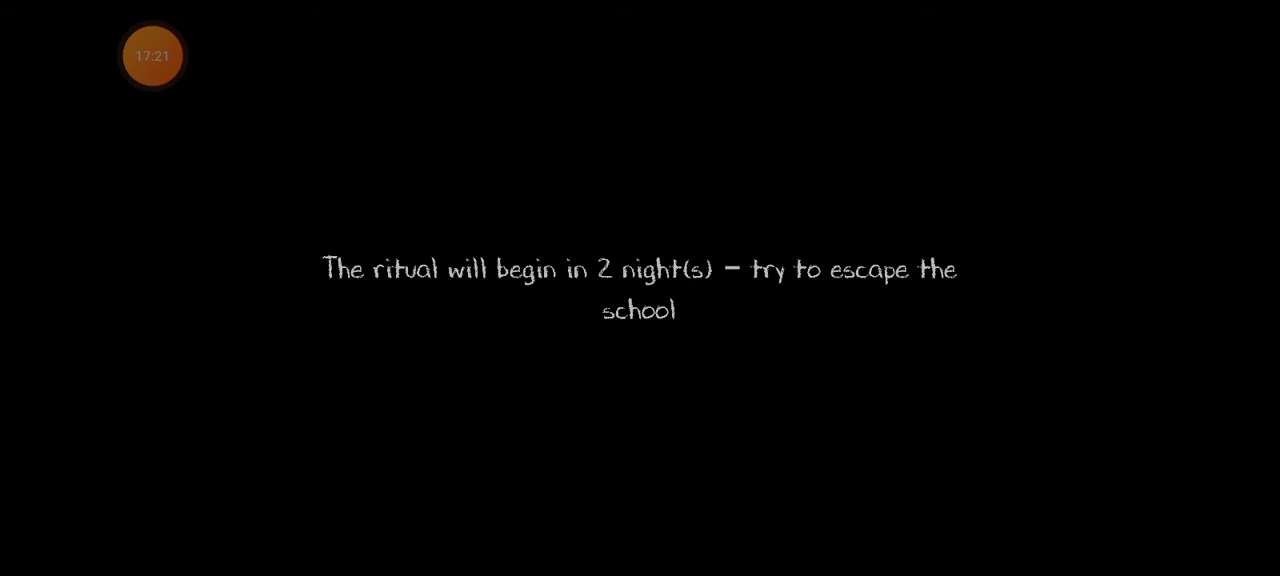 17:21
The ritual will begin in 2 night(s) - try to escape the
school